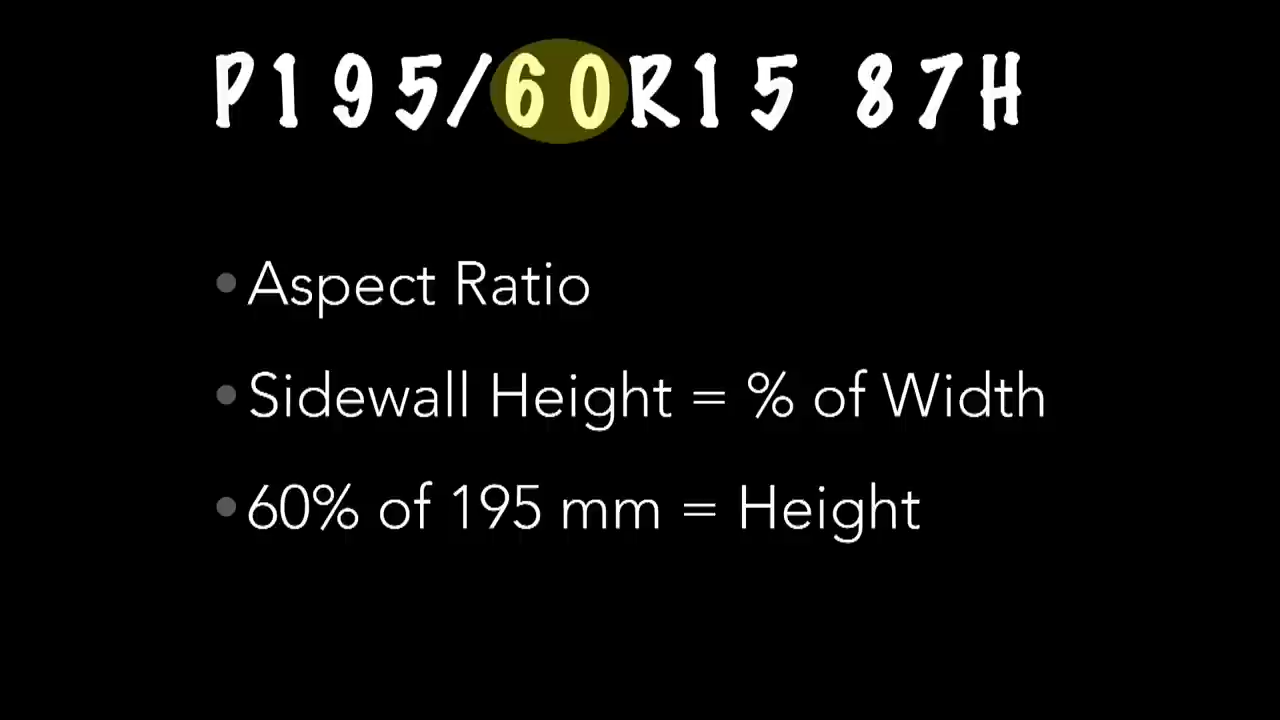 P195/60R15 87H
• Aspect Ratio
• Sidewall Height = % of Width
• 60% of 195 mm = Height